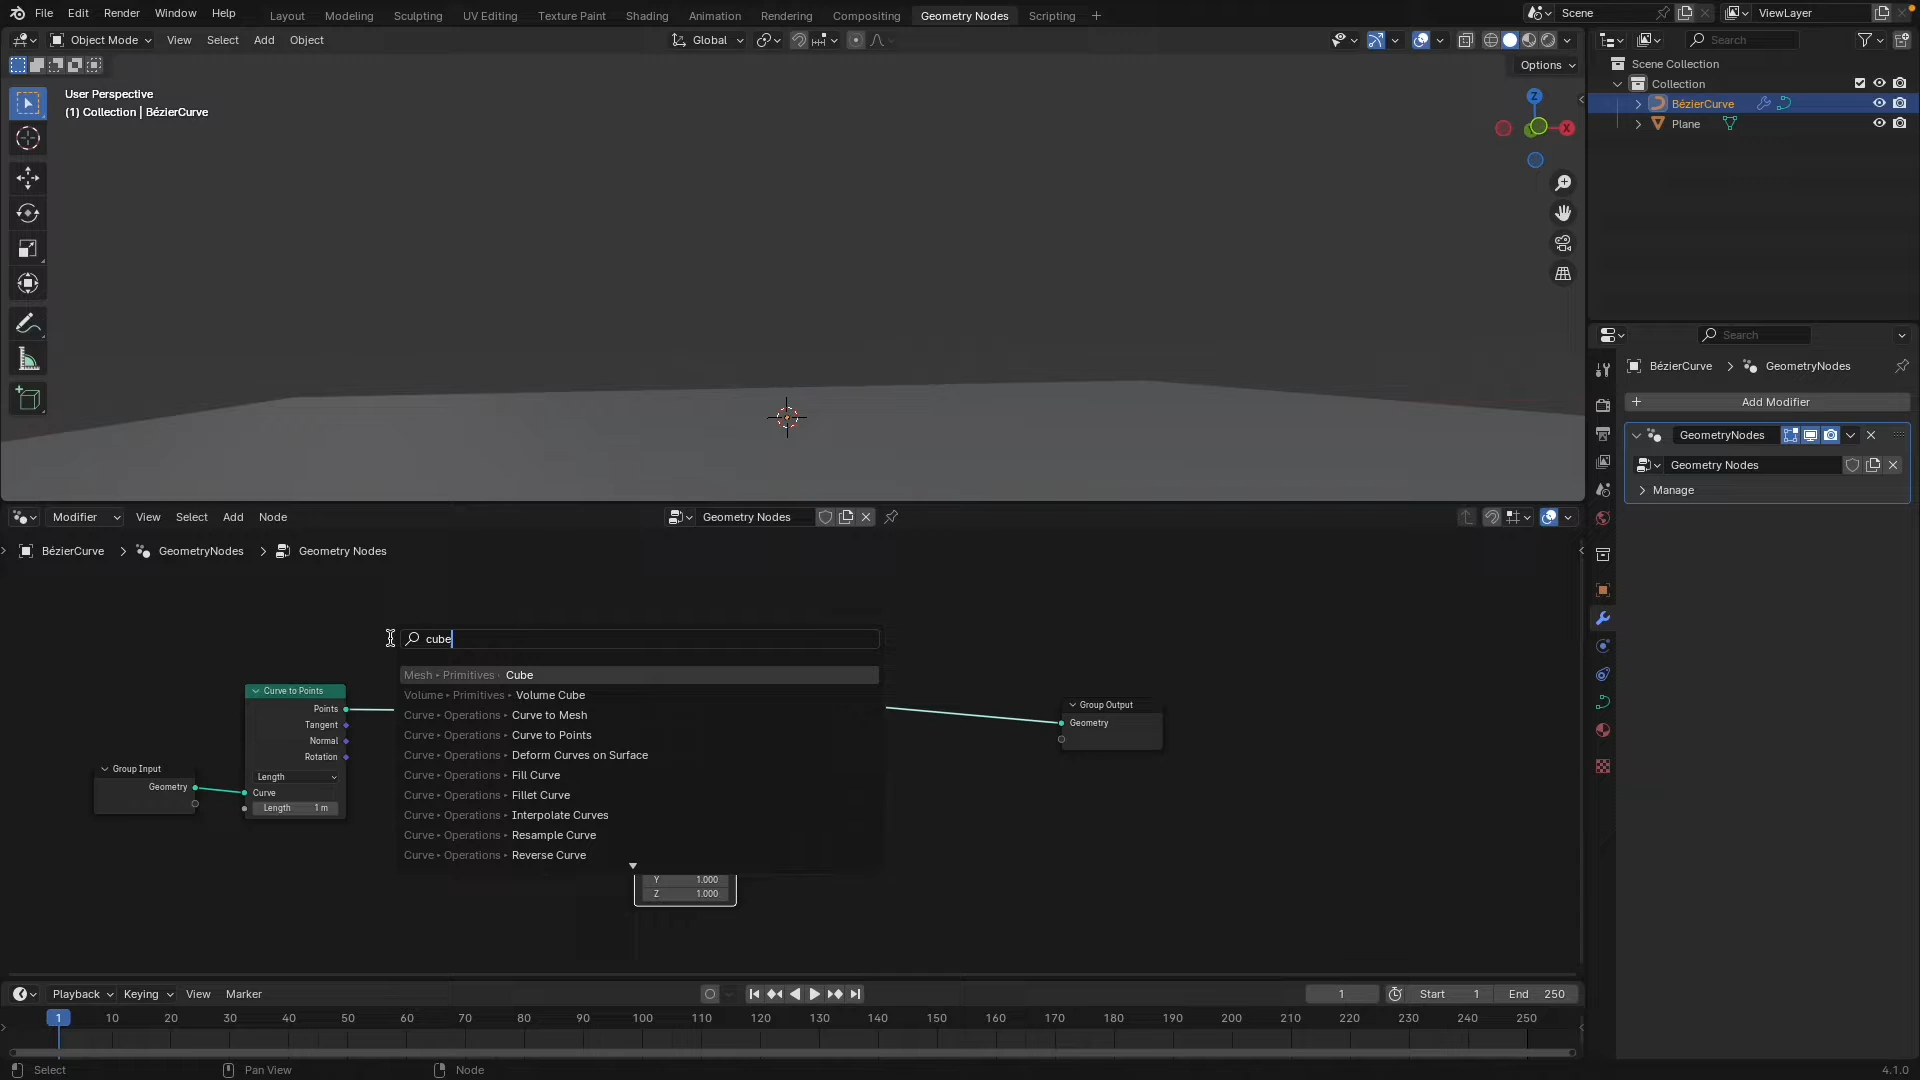 File Edit Render Window Help
Layout Modeling Sculpting UV Editing Texture Paint Shading Animation Rendering Compositing Geometry Nodes Scripting
Scene ViewLayer
Object Mode View Select Add Object
Global
Search
Options
Scene Collection
Collection
BézierCurve
Plane
User Perspective
(1) Collection | BézierCurve
Z
X
Search
BézierCurve GeometryNodes
Add Modifier
GeometryNodes
Geometry Nodes
Manage
Modifier View Select Add Node
Geometry Nodes
BézierCurve GeometryNodes Geometry Nodes
cube
Mesh Primitives Cube
Volume Primitives Volume Cube
Curve Operations Curve to Mesh
Curve Operations Curve to Points
Curve Operations Deform Curves on Surface
Curve Operations Fill Curve
Curve Operations Fillet Curve
Curve Operations Interpolate Curves
Curve Operations Resample Curve
Curve Operations Reverse Curve
Curve to Points
Points
Tangent
Normal
Rotation
Length
Curve
Length 1 m
Group Input
Geometry
Group Output
Geometry
Y 1.000
Z 1.000
Playback Keying View Marker
1 Start 1 End 250
1 10 20 30 40 50 60 70 80 90 100 110 120 130 140 150 160 170 180 190 200 210 220 230 240 250
Select Pan View Node 4.1.0